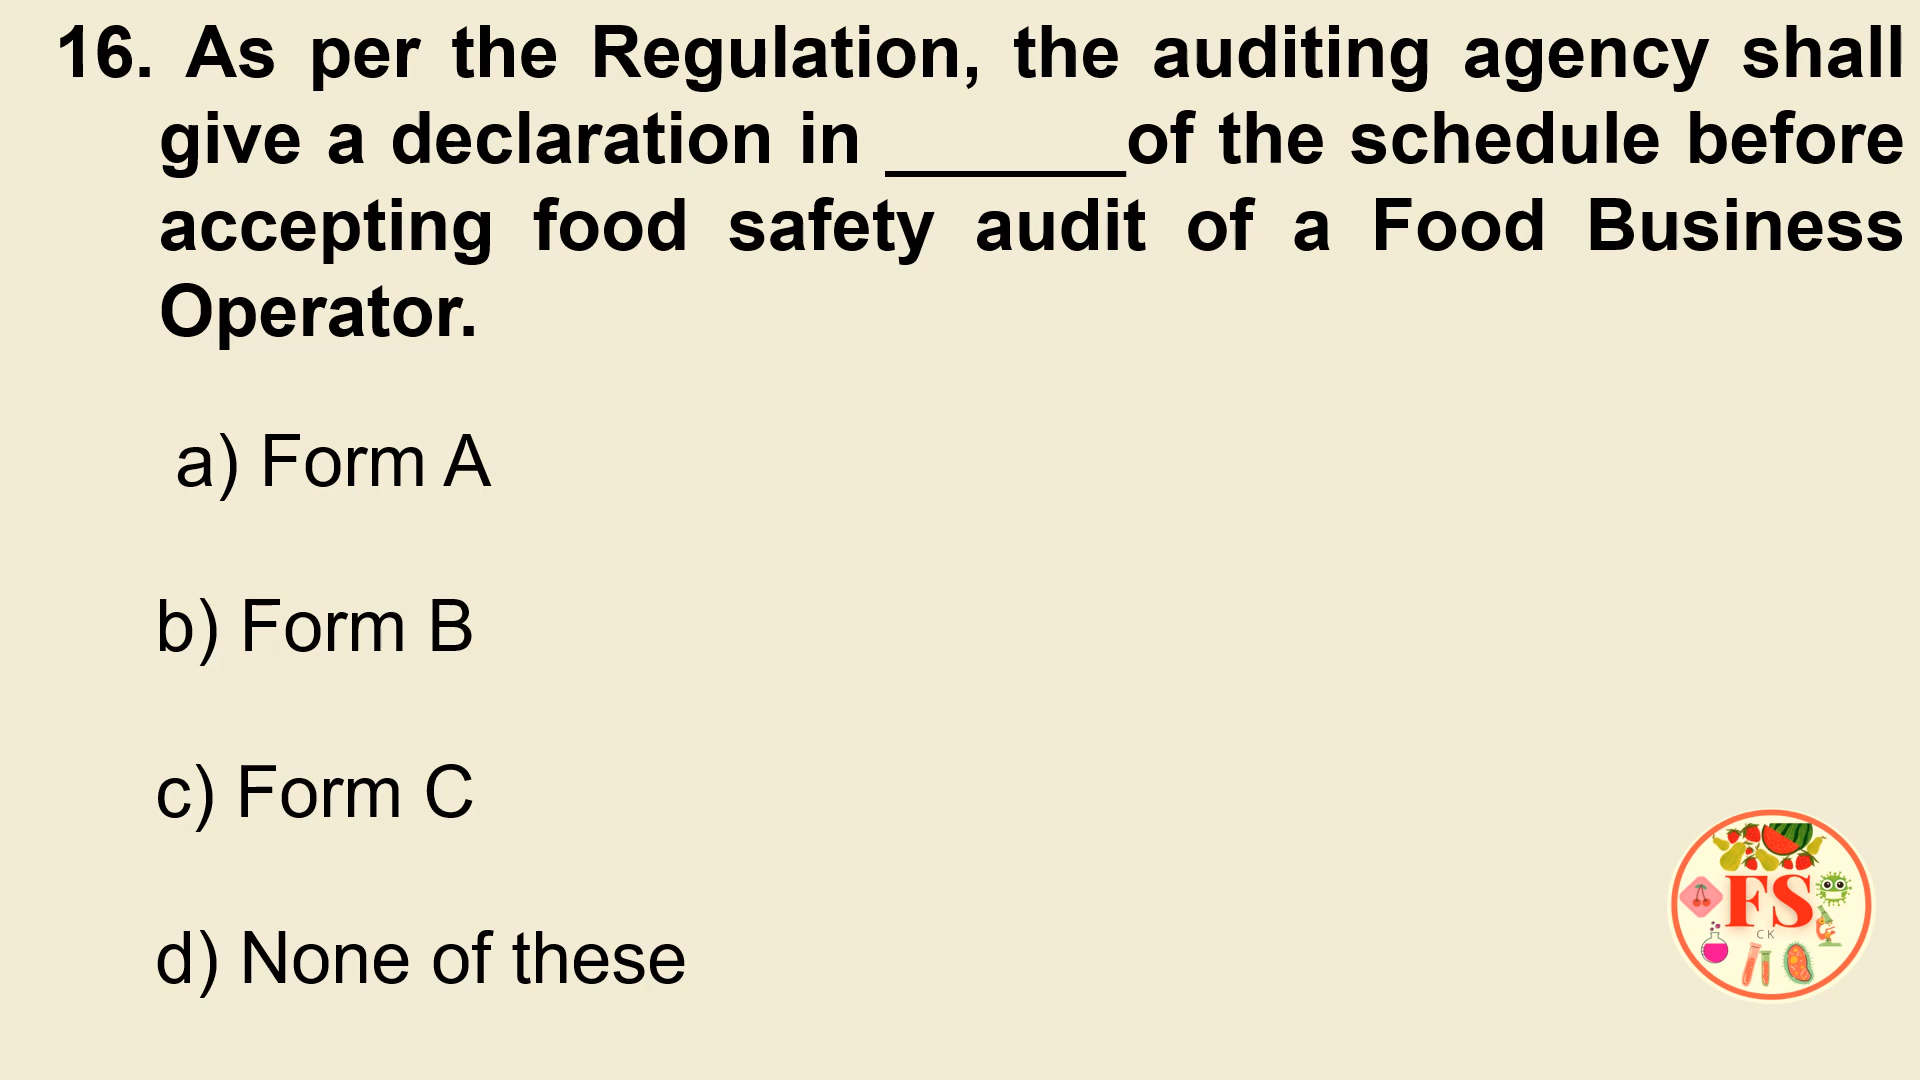 16. As per the Regulation, the auditing agency shall
give a declaration in _______of the schedule before
accepting food safety audit of a Food Business
Operator.
a) Form A
b) Form B
c) Form C
d) None of these
FS
CK